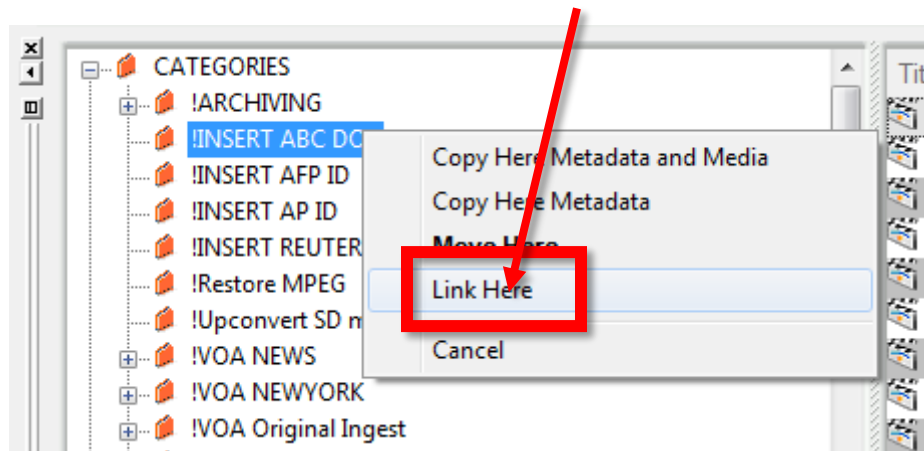 CATEGORIES
!ARCHIVING
!INSERT ABC
!INSERT AFP ID
!INSERT AP ID
!INSERT REUTER
!Restore MPEG
!Upconvert SD
!VOA NEWS
!VOA NEWYORK
!VOA Original Ingest
Copy Here Metadata and Media
Copy Here Metadata
Move Here
Link Here
Cancel
Tit